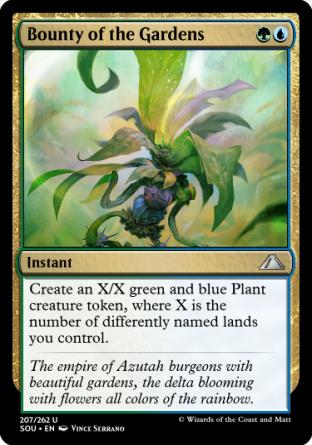 Bounty of the Gardens
Instant
Create an X/X green and blue Plant
creature token, where X is the
number of differently named lands
you control.
The empire of Azutah burgeons with
beautiful gardens, the delta blooming
with flowers all colors of the rainbow.
207/262 U
SOU • EN VINCE SERRANO
© Wizards of the Coast and Matt